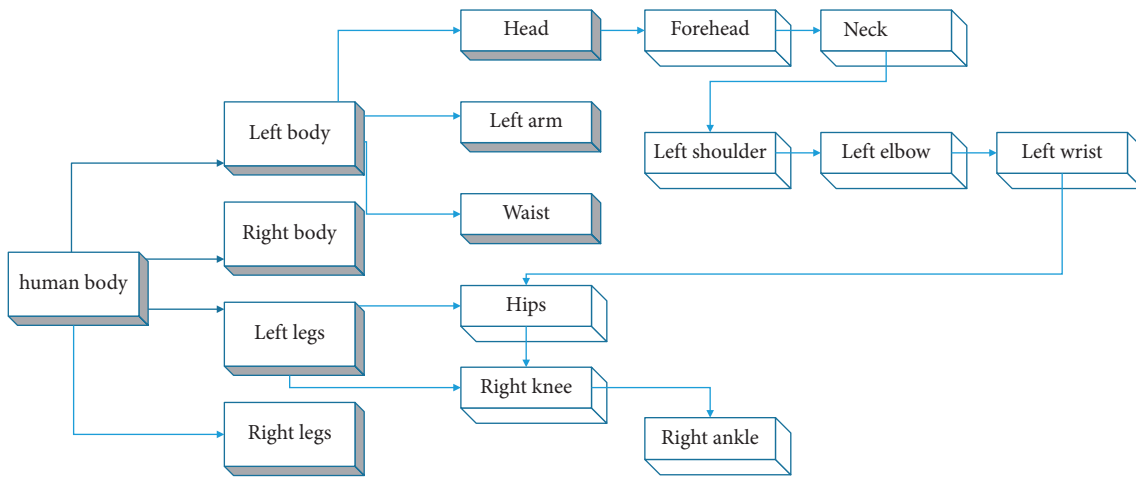 Head
Forehead
Neck
Left body
Left arm
Left shoulder
Left elbow
Left wrist
Waist
Right body
human body
Hips
Left legs
Right knee
Right legs
Right ankle